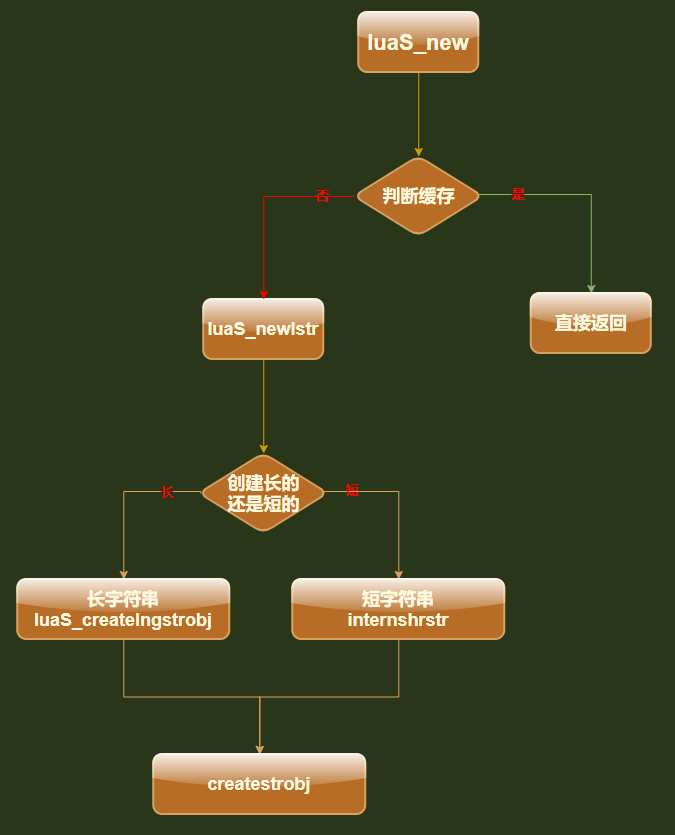 luaS_new
判断缓存
否
是
luaS_newlstr
直接返回
创建长的
还是短的
长
短
长字符串
luaS_createlngstrobj
短字符串
internshrstr
createstrobj